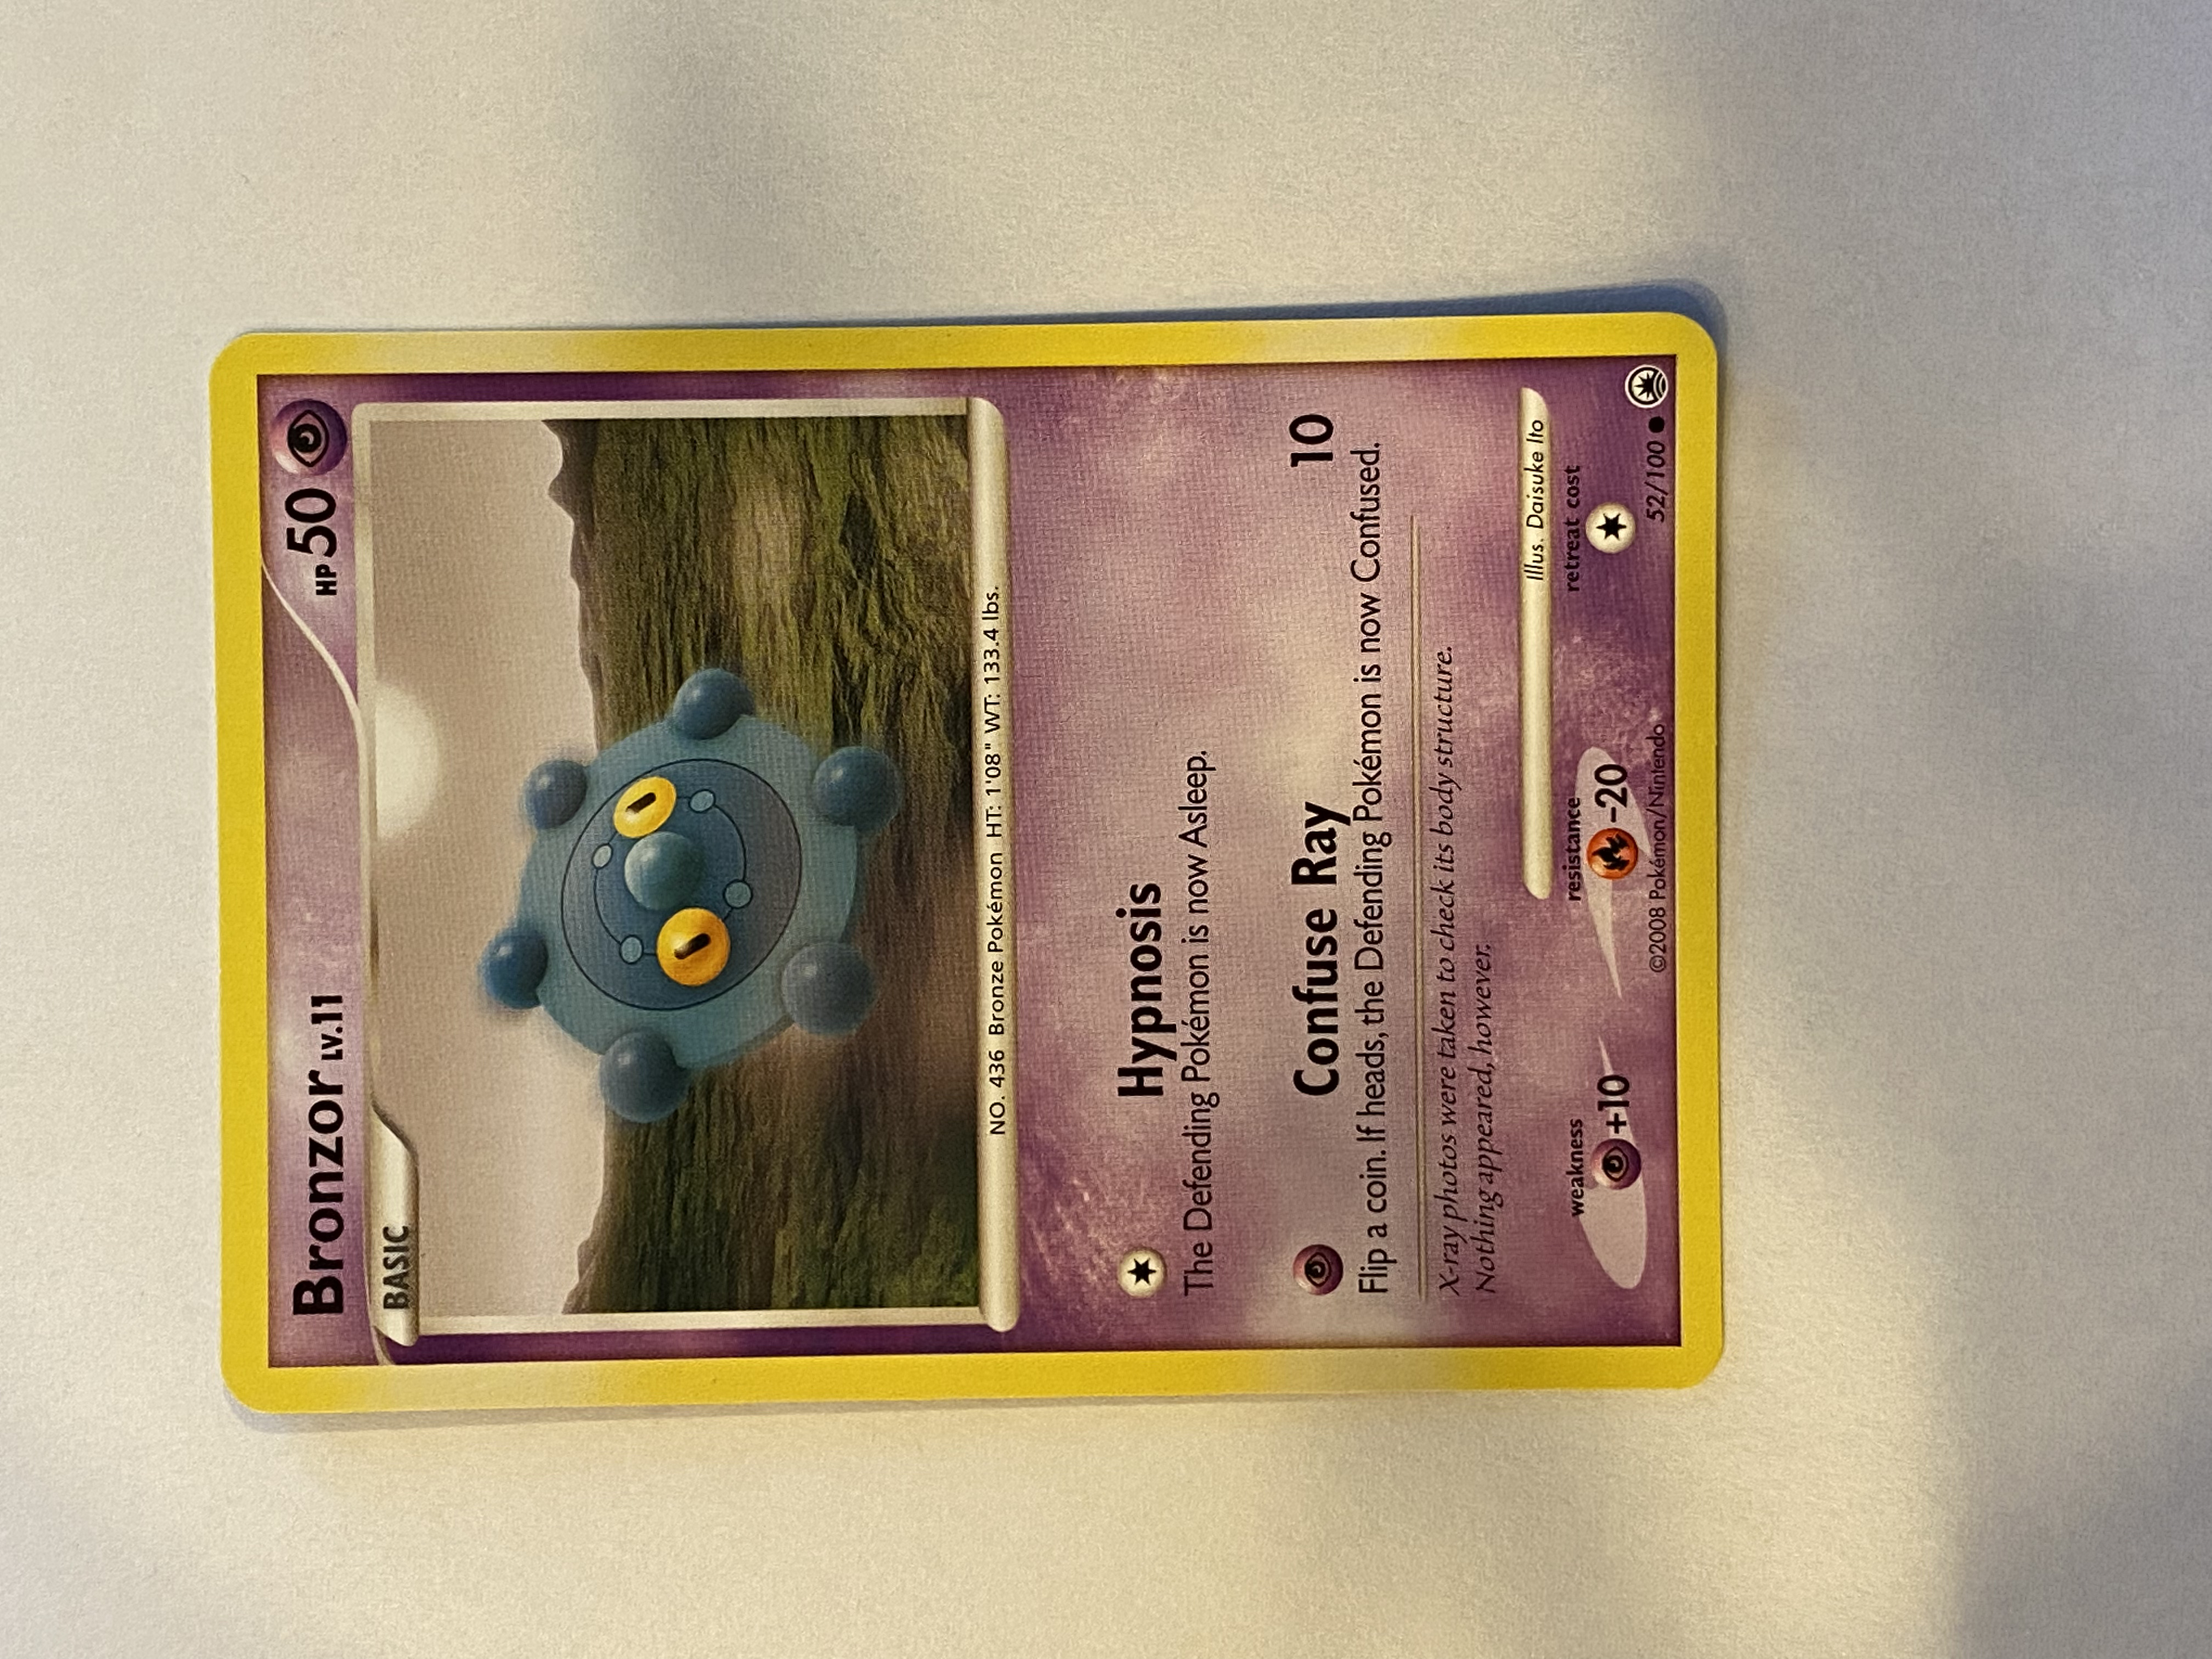 Bronzor LV.11 HP 50
BASIC
NO. 436 Bronze Pokémon HT: 1'08" WT: 133.4 lbs.
Hypnosis
The Defending Pokémon is now Asleep.
Confuse Ray 10
Flip a coin. If heads, the Defending Pokémon is now Confused.
X-ray photos were taken to check its body structure.
Nothing appeared, however.
Illus. Daisuke Ito
weakness resistance retreat cost
+10 -20
©2008 Pokémon/Nintendo 52/100